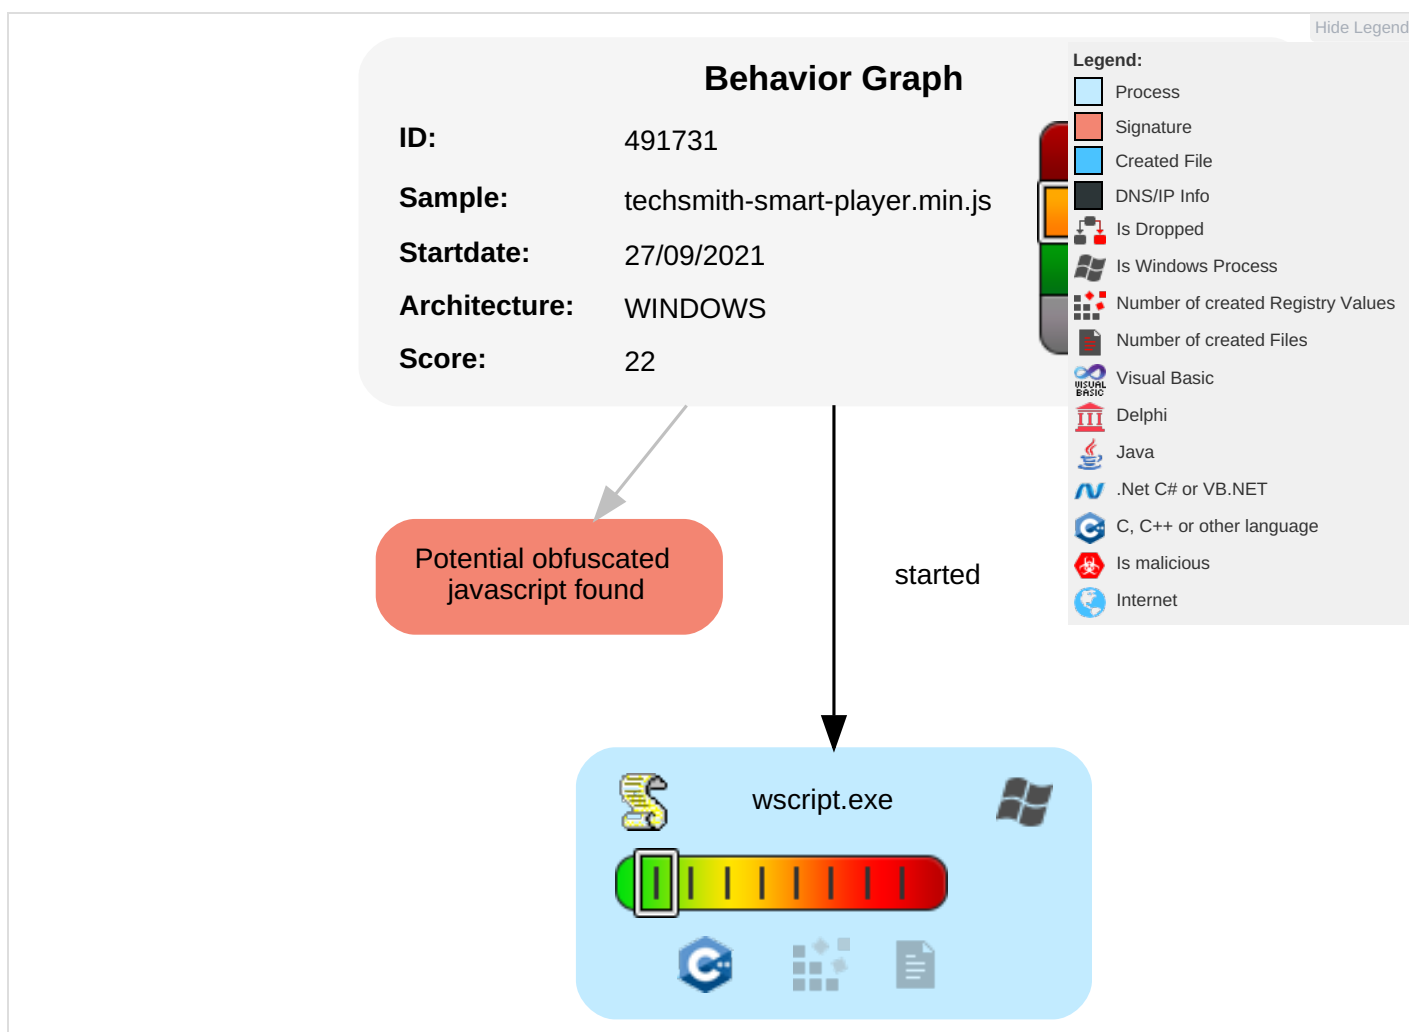 Hide Legend
Behavior Graph
ID: 491731
Sample: techsmith-smart-player.min.js
Startdate: 27/09/2021
Architecture: WINDOWS
Score: 22
Legend:
Process
Signature
Created File
DNS/IP Info
Is Dropped
Is Windows Process
Number of created Registry Values
Number of created Files
VISUAL
BASIC
Visual Basic
Delphi
Java
.Net C# or VB.NET
C, C++ or other language
Is malicious
Internet
Potential obfuscated
javascript found
started
wscript.exe